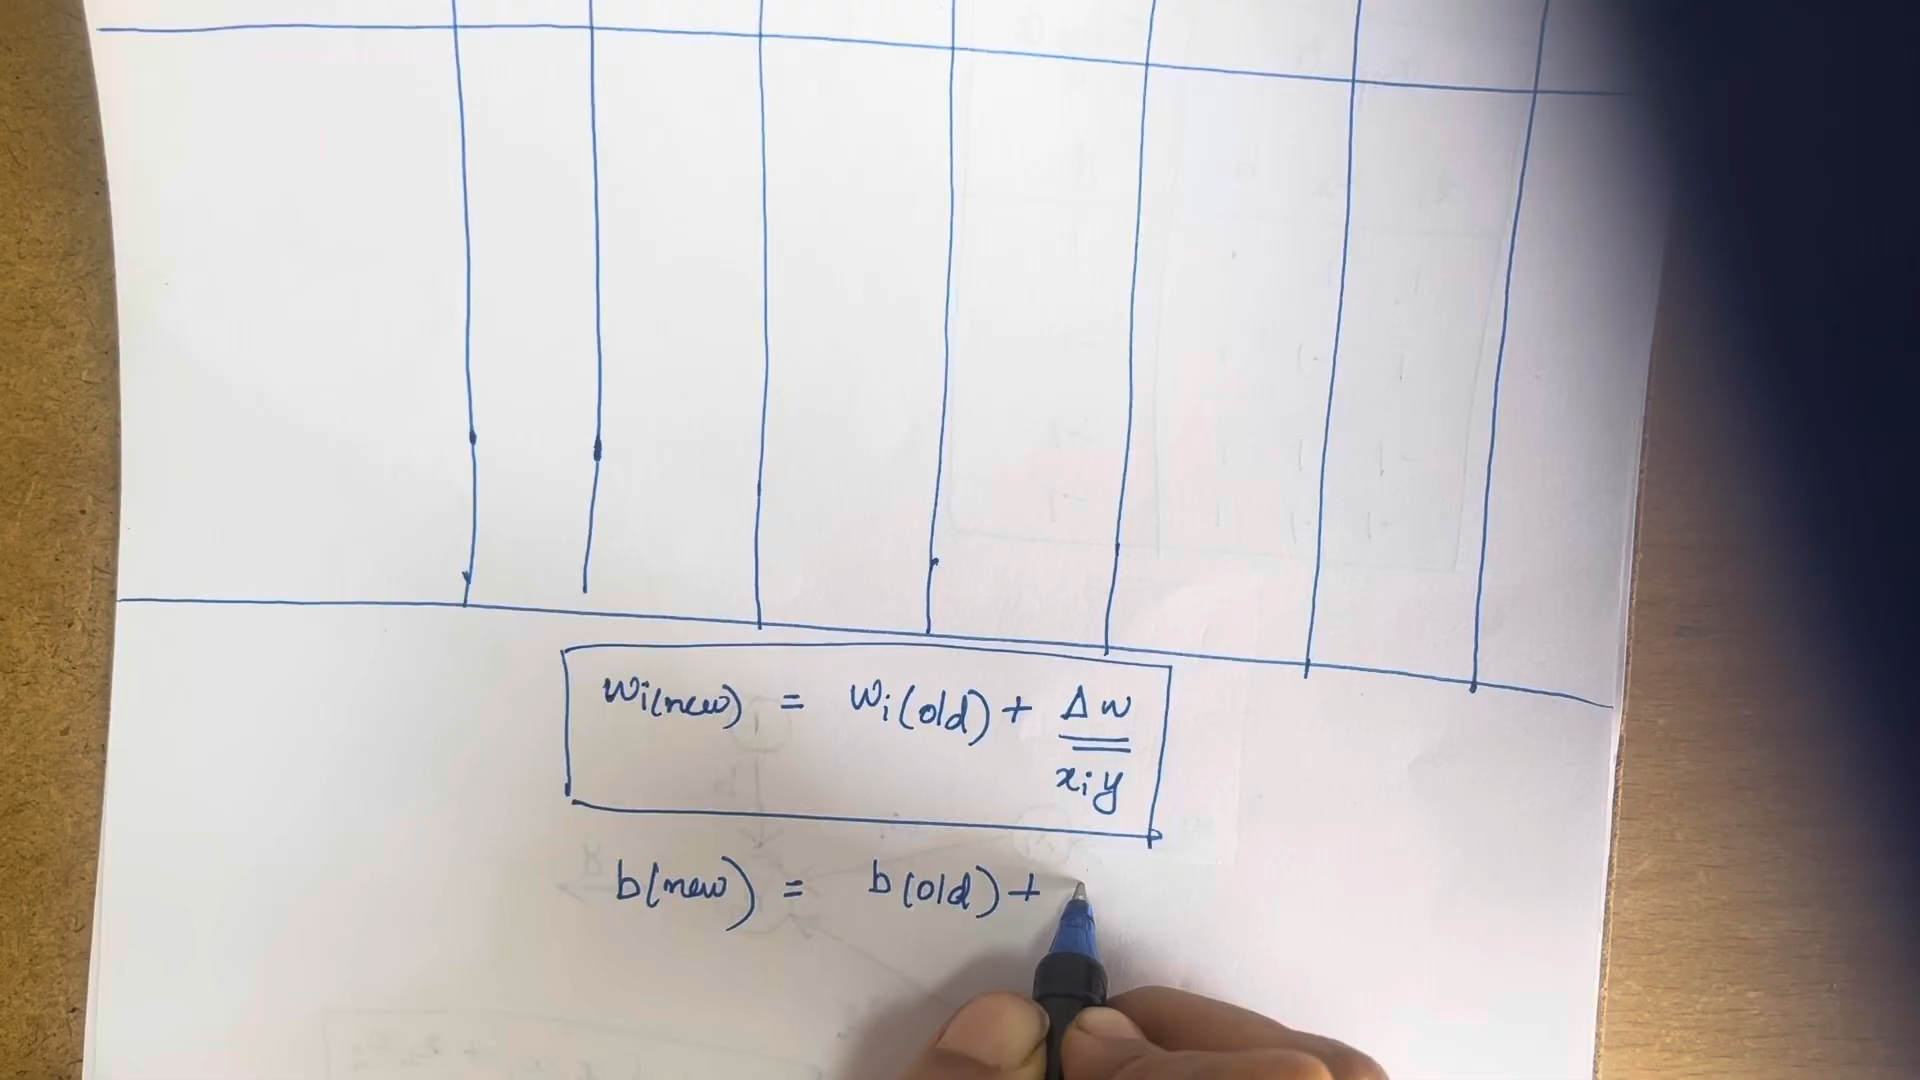 wi(new) = wi(old) + Δw
xiy
b(new) = b(old) +